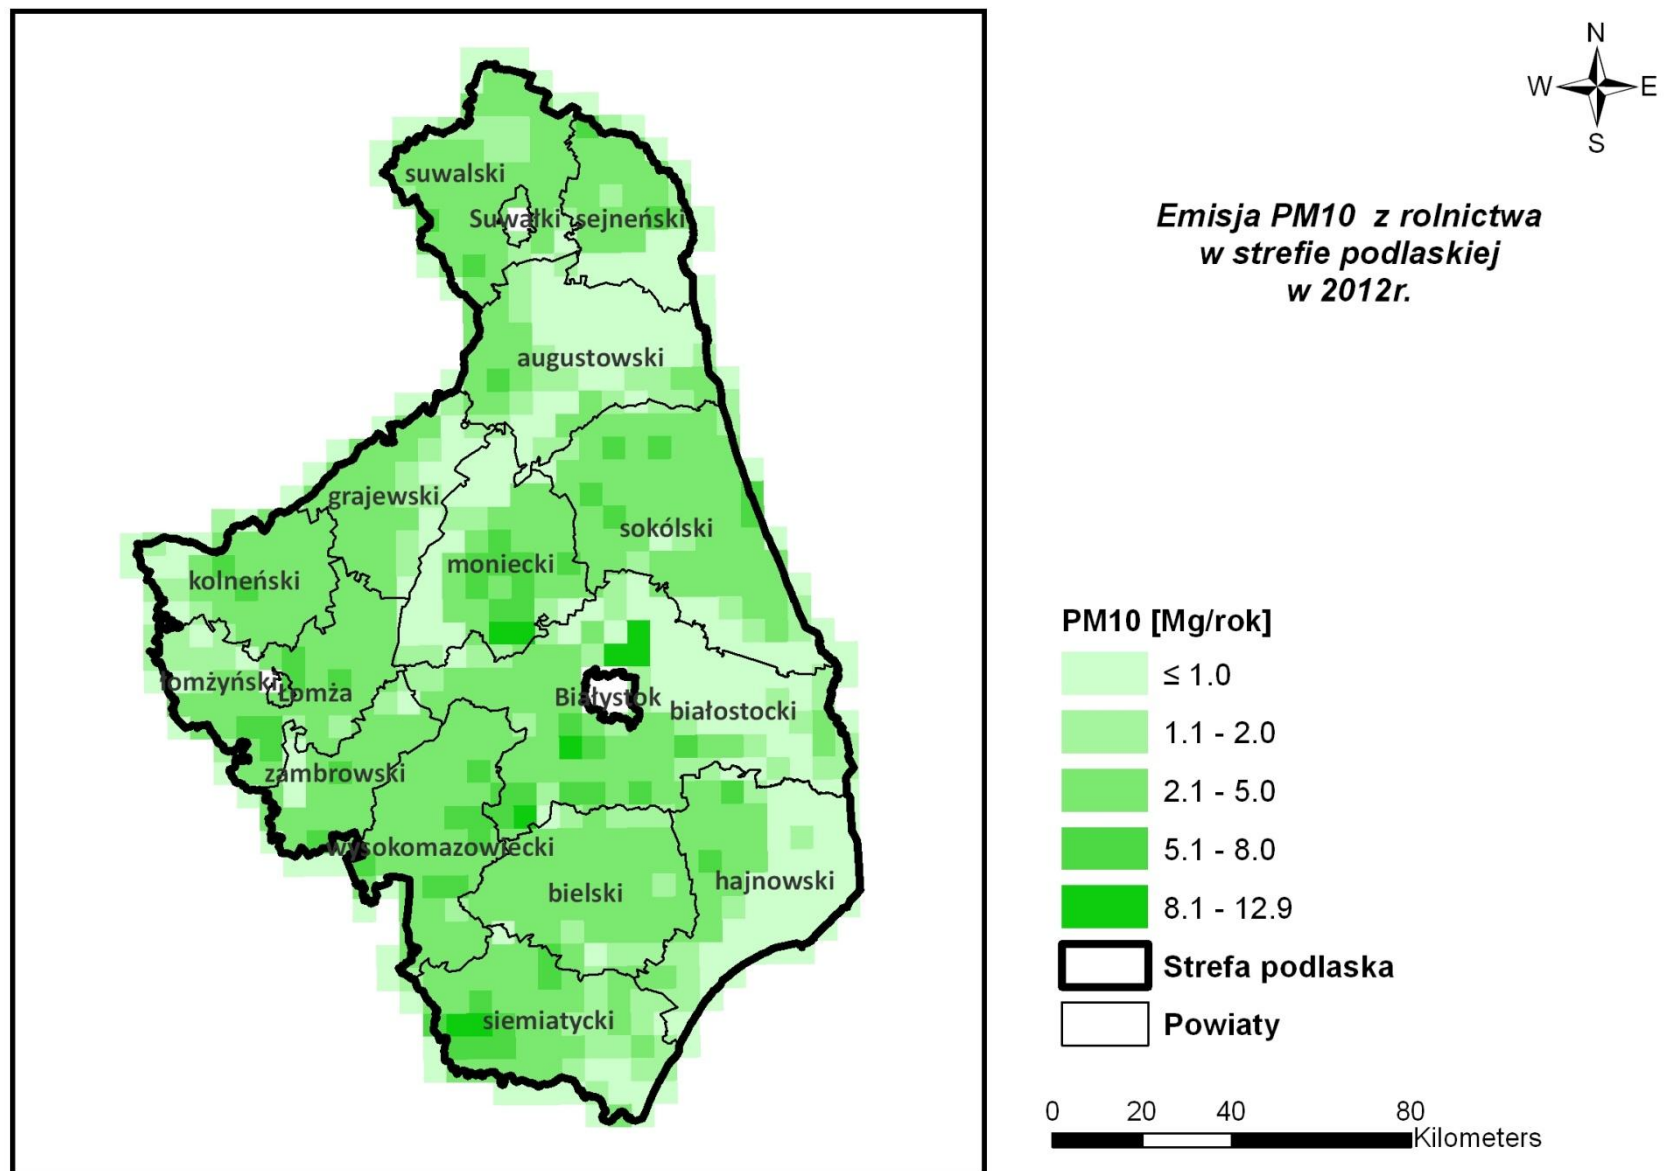 N
W E
S
Emisja PM10 z rolnictwa
w strefie podlaskiej
w 2012r.
suwalski
Suwałki sejneński
augustowski
grajewski
sokólski
moniecki
kolneński
łomżyński Łomża
Białystok
białostocki
zambrowski
wysokomazowiecki
bielski
hajnowski
siemiatycki
PM10 [Mg/rok]
≤ 1.0
1.1 - 2.0
2.1 - 5.0
5.1 - 8.0
8.1 - 12.9
Strefa podlaska
Powiaty
0 20 40 80
Kilometers